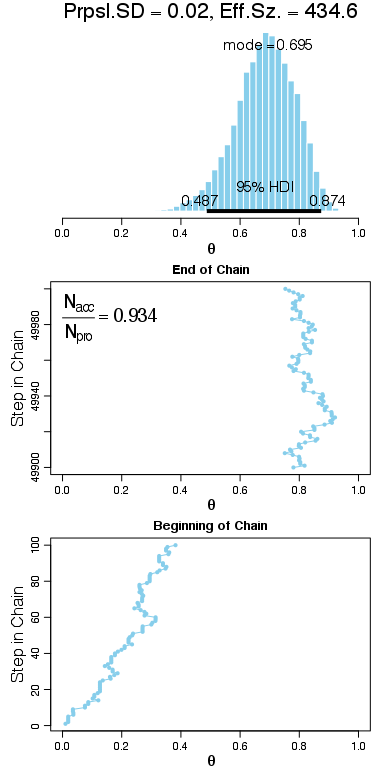 Prpsl.SD = 0.02, Eff.Sz. = 434.6
mode = 0.695
95% HDI
0.487 0.874
0.0 0.2 0.4 0.6 0.8 1.0
θ
End of Chain
Nacc
Npro
= 0.934
Step in Chain
49900 49940 49980
0.0 0.2 0.4 0.6 0.8 1.0
θ
Beginning of Chain
Step in Chain
0 20 40 60 80 100
0.0 0.2 0.4 0.6 0.8 1.0
θ